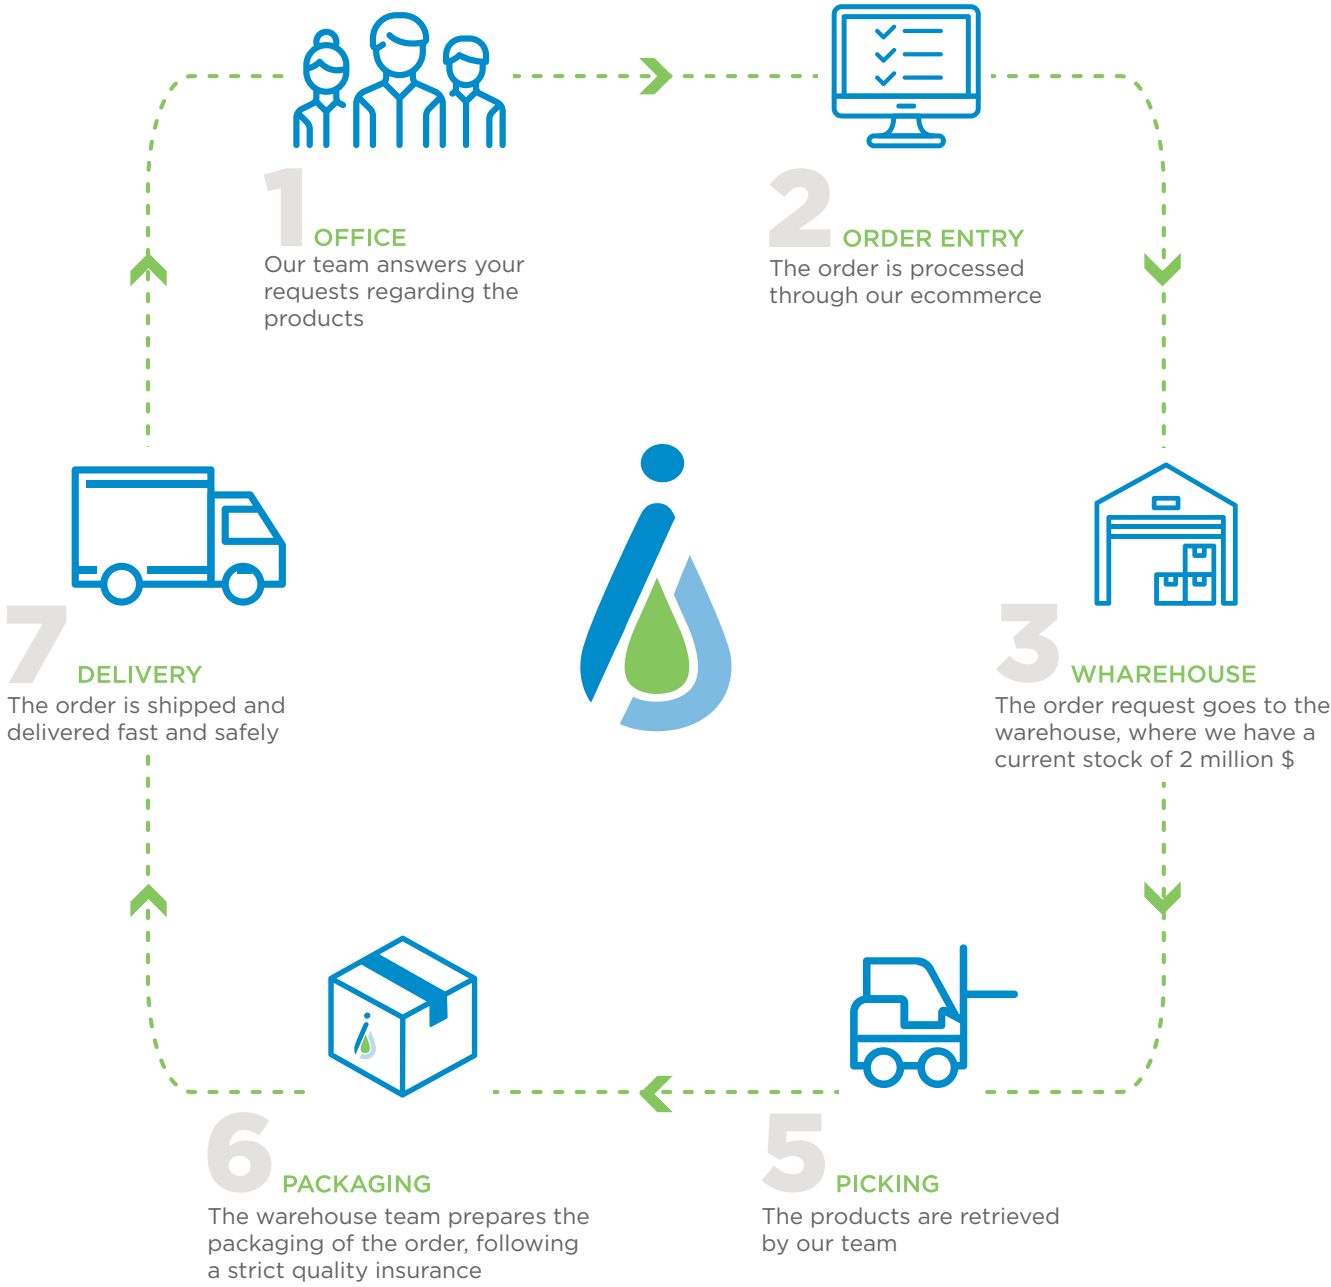 1 OFFICE
Our team answers your
requests regarding the
products
2 ORDER ENTRY
The order is processed
through our ecommerce
3 WHAREHOUSE
The order request goes to the
warehouse, where we have a
current stock of 2 million $
5 PICKING
The products are retrieved
by our team
6 PACKAGING
The warehouse team prepares the
packaging of the order, following
a strict quality insurance
7 DELIVERY
The order is shipped and
delivered fast and safely